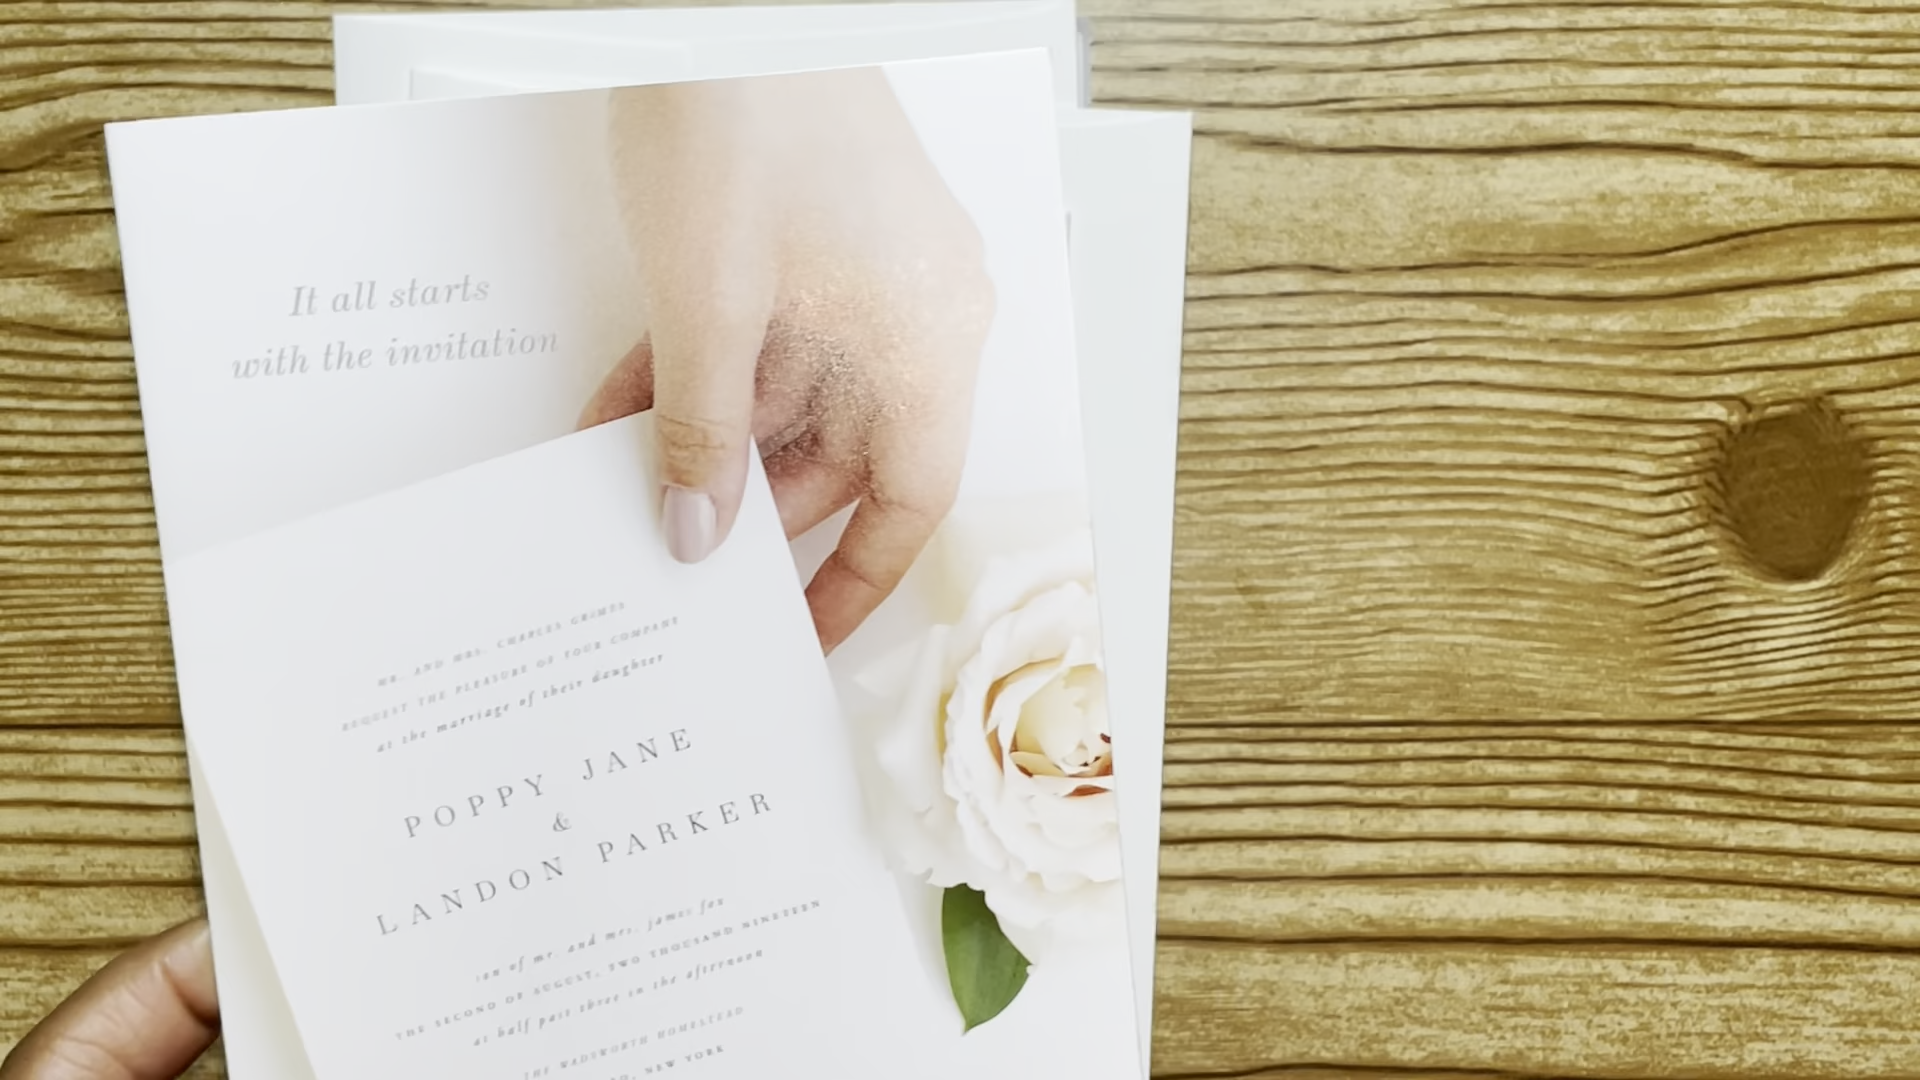 It all starts
with the invitation
MR. AND MRS. CHARLES GRIMES
REQUEST THE PLEASURE OF YOUR COMPANY
at the marriage of their daughter
POPPY JANE
&
LANDON PARKER
son of mr. and mrs. james fox
THE SECOND OF AUGUST, TWO THOUSAND NINETEEN
at half past three in the afternoon
THE WADSWORTH HOMESTEAD
, NEW YORK